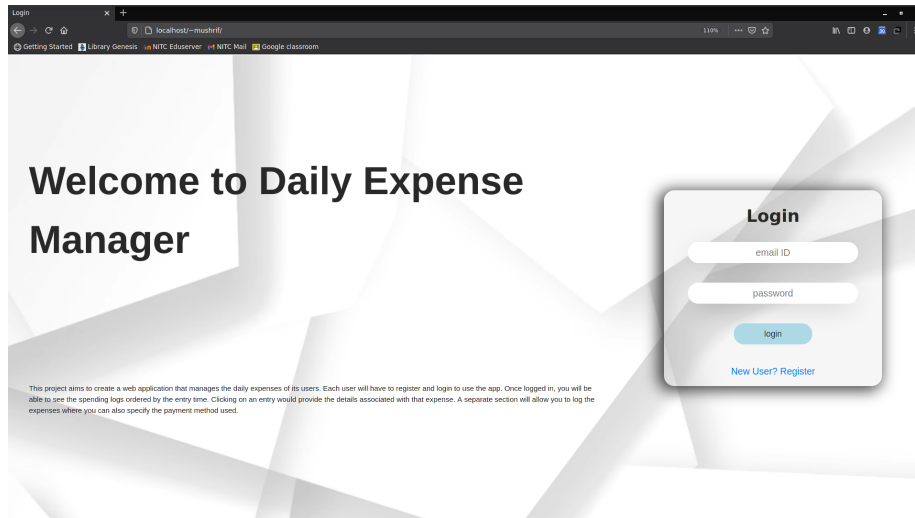 Login
localhost/~mushrif/
110%
Getting Started Library Genesis NITC Eduserver NITC Mail Google classroom
Welcome to Daily Expense
Manager
This project aims to create a web application that manages the daily expenses of its users. Each user will have to register and login to use the app. Once logged in, you will be
able to see the spending logs ordered by the entry time. Clicking on an entry would provide the details associated with that expense. A separate section will allow you to log the
expenses where you can also specify the payment method used.
Login
email ID
password
login
New User? Register